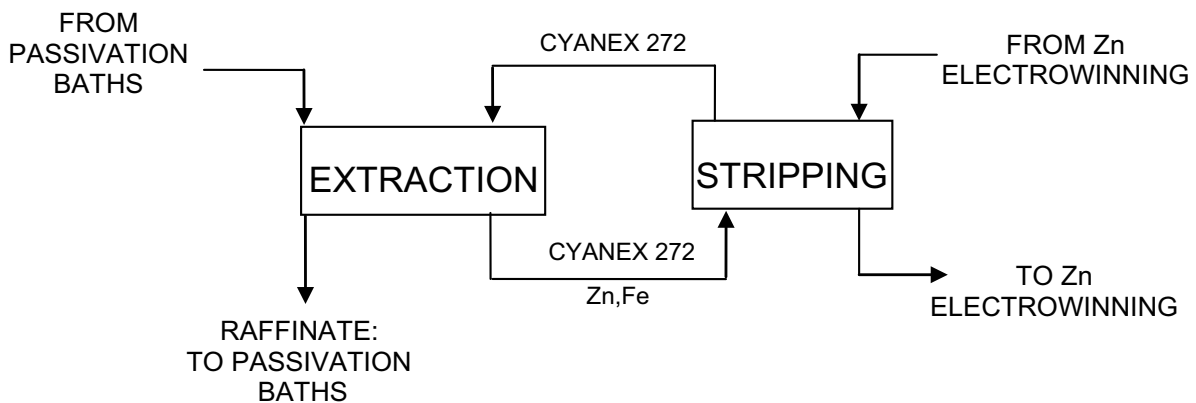 FROM
PASSIVATION
BATHS
CYANEX 272
FROM Zn
ELECTROWINNING
EXTRACTION
STRIPPING
CYANEX 272
Zn,Fe
TO Zn
ELECTROWINNING
RAFFINATE:
TO PASSIVATION
BATHS